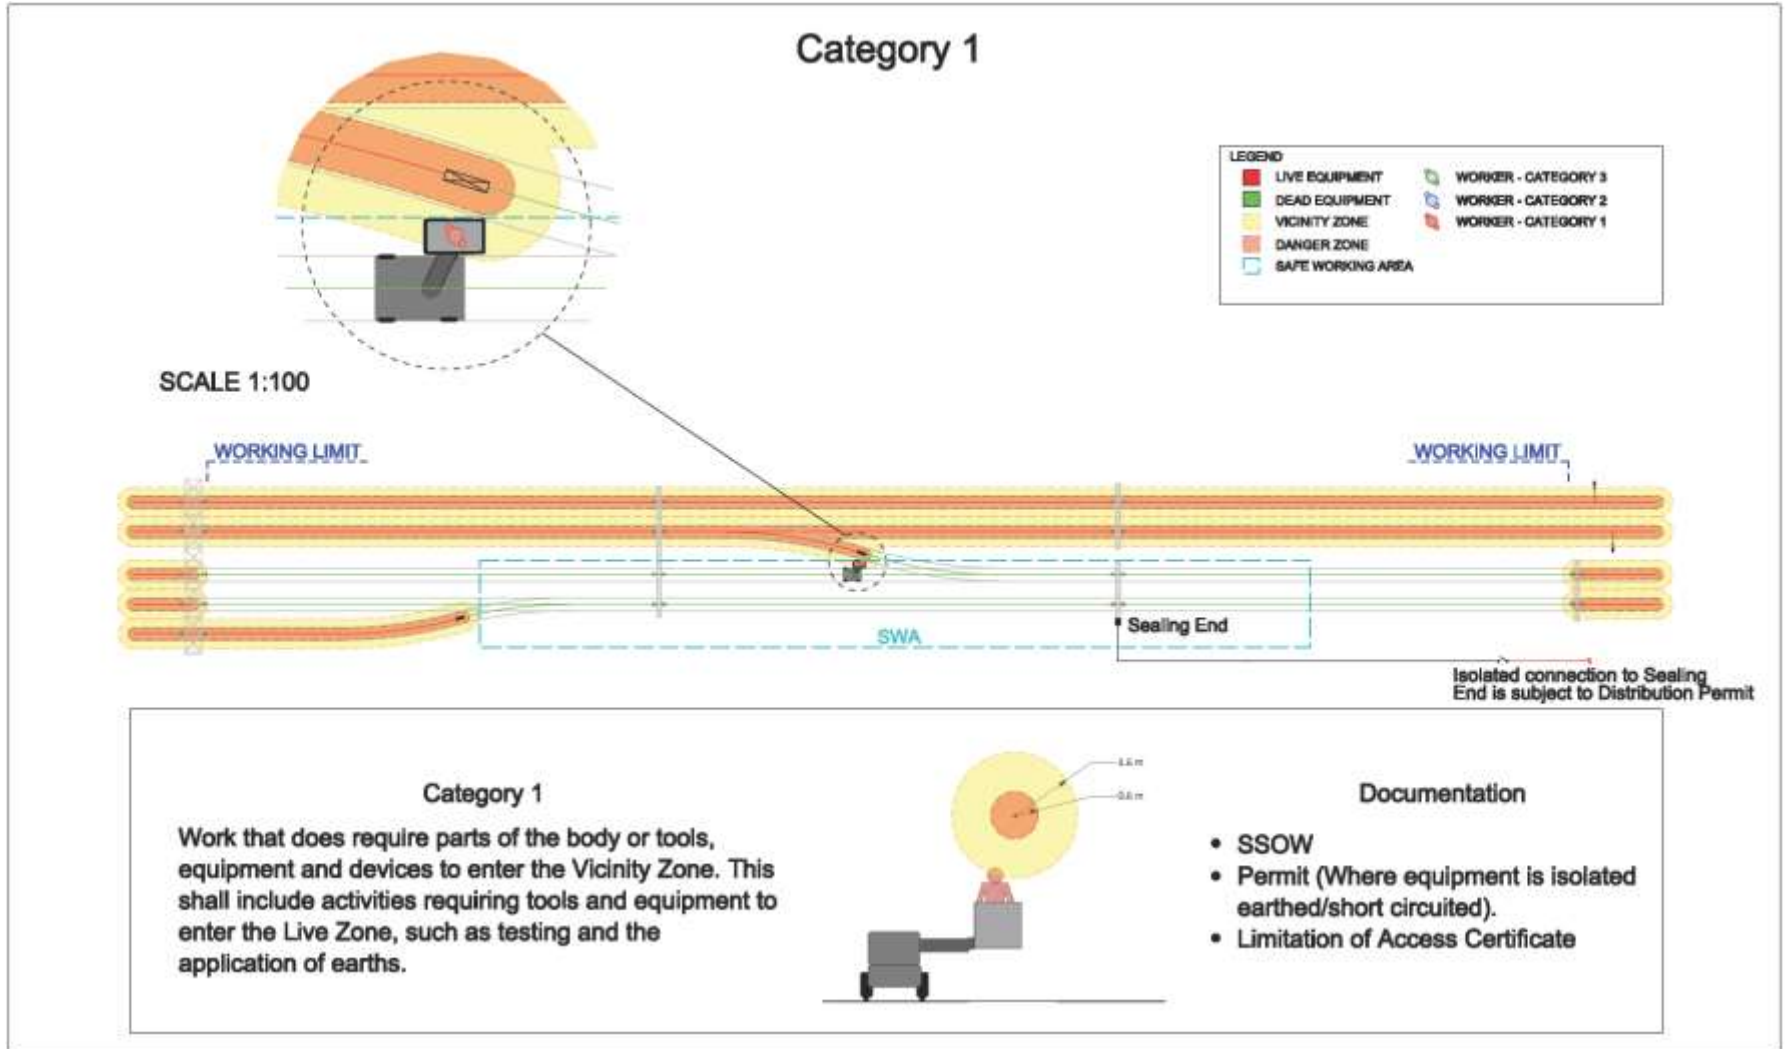 Category 1
LEGEND
LIVE EQUIPMENT
DEAD EQUIPMENT
VICINITY ZONE
DANGER ZONE
SAFE WORKING AREA
WORKER - CATEGORY 3
WORKER - CATEGORY 2
WORKER - CATEGORY 1
SCALE 1:100
WORKING LIMIT
WORKING LIMIT
Sealing End
SWA
Isolated connection to Sealing
End is subject to Distribution Permit
Category 1
Work that does require parts of the body or tools,
equipment and devices to enter the Vicinity Zone. This
shall include activities requiring tools and equipment to
enter the Live Zone, such as testing and the
application of earths.
0.6 m
Documentation
• SSOW
• Permit (Where equipment is isolated
earthed/short circuited).
• Limitation of Access Certificate